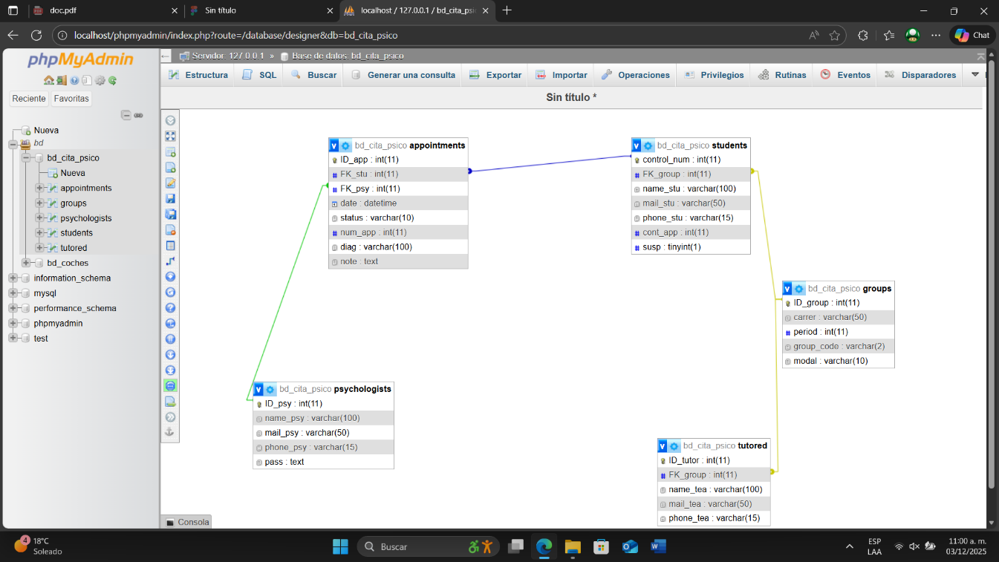 doc.pdf
Sin título
localhost / 127.0.0.1 / bd_cita_psic
localhost/phpmyadmin/index.php?route=/database/designer&db=bd_cita_psico
Chat
phpMyAdmin
Reciente
Favoritas
Nueva
bd
bd_cita_psico
Nueva
appointments
groups
psychologists
students
tutored
bd_coches
information_schema
mysql
performance_schema
phpmyadmin
test
Servidor: 127.0.0.1 » Base de datos: bd_cita_psico
Estructura
SQL
Buscar
Generar una consulta
Exportar
Importar
Operaciones
Privilegios
Rutinas
Eventos
Disparadores
Sin título *
bd_cita_psico appointments
ID_app : int(11)
FK_stu : int(11)
FK_psy : int(11)
date : datetime
status : varchar(10)
num_app : int(11)
diag : varchar(100)
note : text
bd_cita_psico students
control_num : int(11)
FK_group : int(11)
name_stu : varchar(100)
mail_stu : varchar(50)
phone_stu : varchar(15)
cont_app : int(11)
susp : tinyint(1)
bd_cita_psico groups
ID_group : int(11)
carrer : varchar(50)
period : int(11)
group_code : varchar(2)
modal : varchar(10)
bd_cita_psico psychologists
ID_psy : int(11)
name_psy : varchar(100)
mail_psy : varchar(50)
phone_psy : varchar(15)
pass : text
bd_cita_psico tutored
ID_tutor : int(11)
FK_group : int(11)
name_tea : varchar(100)
mail_tea : varchar(50)
phone_tea : varchar(15)
Consola
4
18°C
Soleado
Buscar
ESP
LAA
11:00 a. m.
03/12/2025